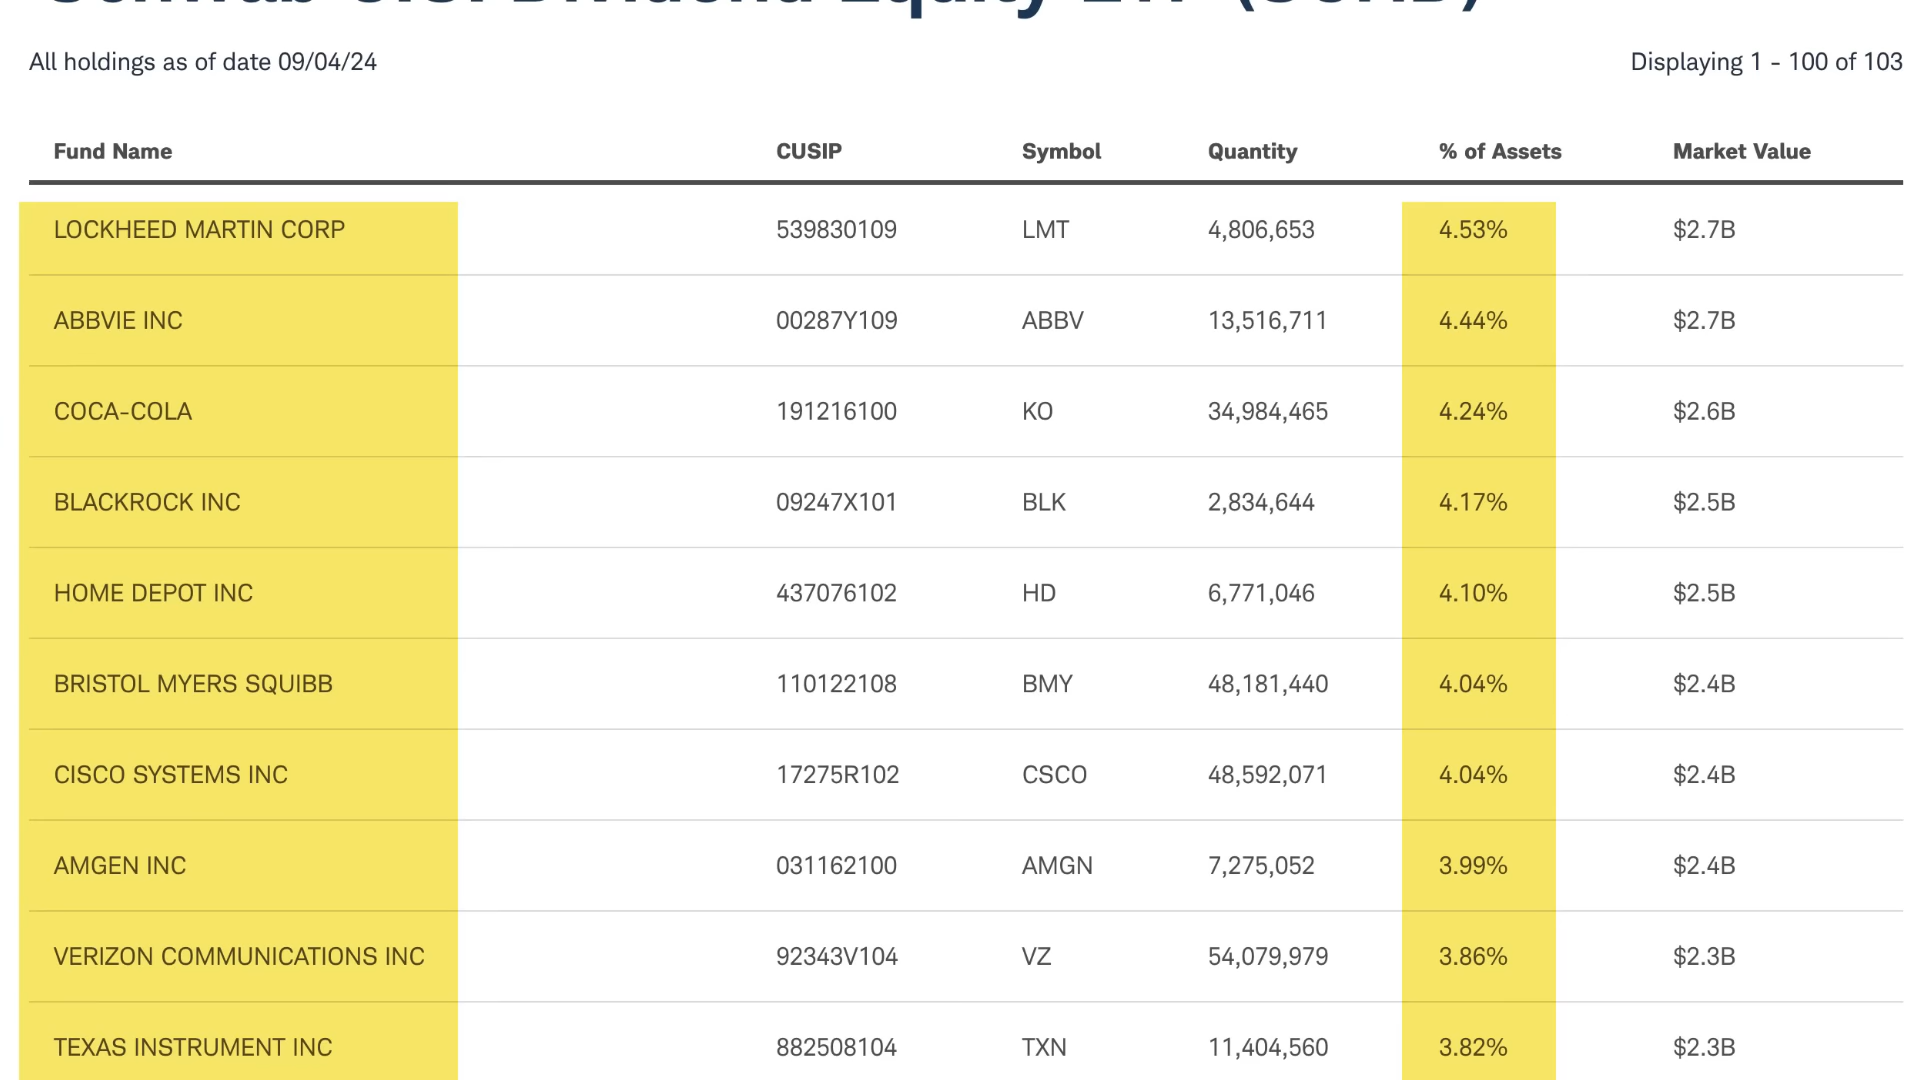 Schwab U.S. Dividend Equity ETF (SCHD)
All holdings as of date 09/04/24 Displaying 1 - 100 of 103
Fund Name CUSIP Symbol Quantity % of Assets Market Value
LOCKHEED MARTIN CORP 539830109 LMT 4,806,653 4.53% $2.7B
ABBVIE INC 00287Y109 ABBV 13,516,711 4.44% $2.7B
COCA-COLA 191216100 KO 34,984,465 4.24% $2.6B
BLACKROCK INC 09247X101 BLK 2,834,644 4.17% $2.5B
HOME DEPOT INC 437076102 HD 6,771,046 4.10% $2.5B
BRISTOL MYERS SQUIBB 110122108 BMY 48,181,440 4.04% $2.4B
CISCO SYSTEMS INC 17275R102 CSCO 48,592,071 4.04% $2.4B
AMGEN INC 031162100 AMGN 7,275,052 3.99% $2.4B
VERIZON COMMUNICATIONS INC 92343V104 VZ 54,079,979 3.86% $2.3B
TEXAS INSTRUMENT INC 882508104 TXN 11,404,560 3.82% $2.3B